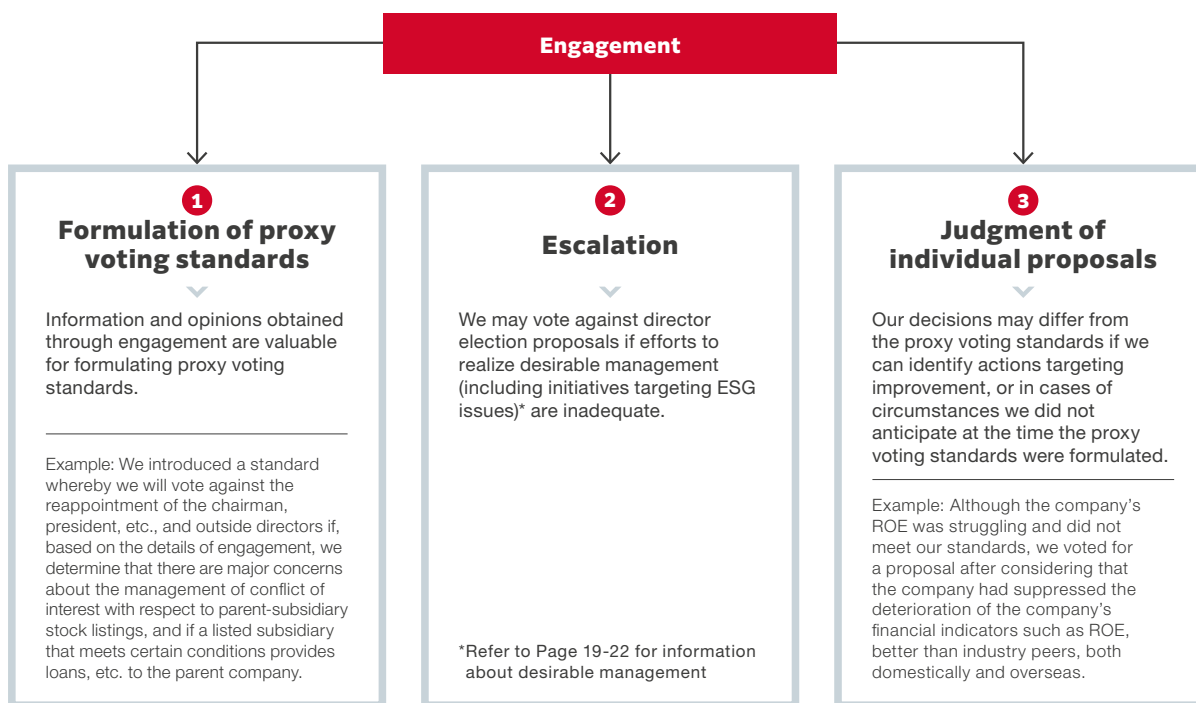 Engagement
1
Formulation of proxy
voting standards
Information and opinions obtained
through engagement are valuable
for formulating proxy voting
standards.
Example: We introduced a standard
whereby we will vote against the
reappointment of the chairman,
president, etc., and outside directors if,
based on the details of engagement, we
determine that there are major concerns
about the management of conflict of
interest with respect to parent-subsidiary
stock listings, and if a listed subsidiary
that meets certain conditions provides
loans, etc. to the parent company.
2
Escalation
We may vote against director
election proposals if efforts to
realize desirable management
(including initiatives targeting ESG
issues)* are inadequate.
*Refer to Page 19-22 for information
about desirable management
3
Judgment of
individual proposals
Our decisions may differ from
the proxy voting standards if we
can identify actions targeting
improvement, or in cases of
circumstances we did not
anticipate at the time the proxy
voting standards were formulated.
Example: Although the company's
ROE was struggling and did not
meet our standards, we voted for
a proposal after considering that
the company had suppressed the
deterioration of the company's
financial indicators such as ROE,
better than industry peers, both
domestically and overseas.